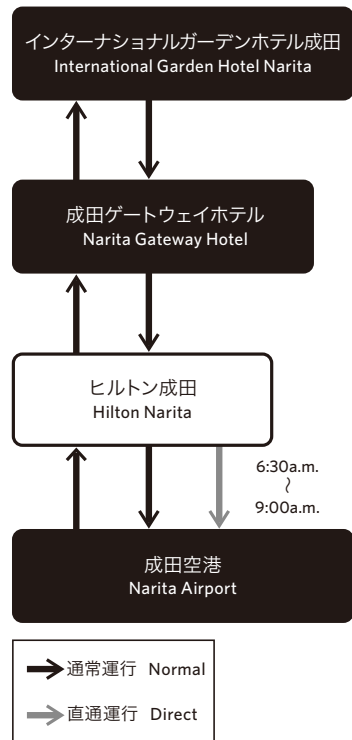 インターナショナルガーデンホテル成田
International Garden Hotel Narita
成田ゲートウェイホテル
Narita Gateway Hotel
ヒルトン成田
Hilton Narita
6:30a.m.
〜
9:00a.m.
成田空港
Narita Airport
通常運行 Normal
直通運行 Direct